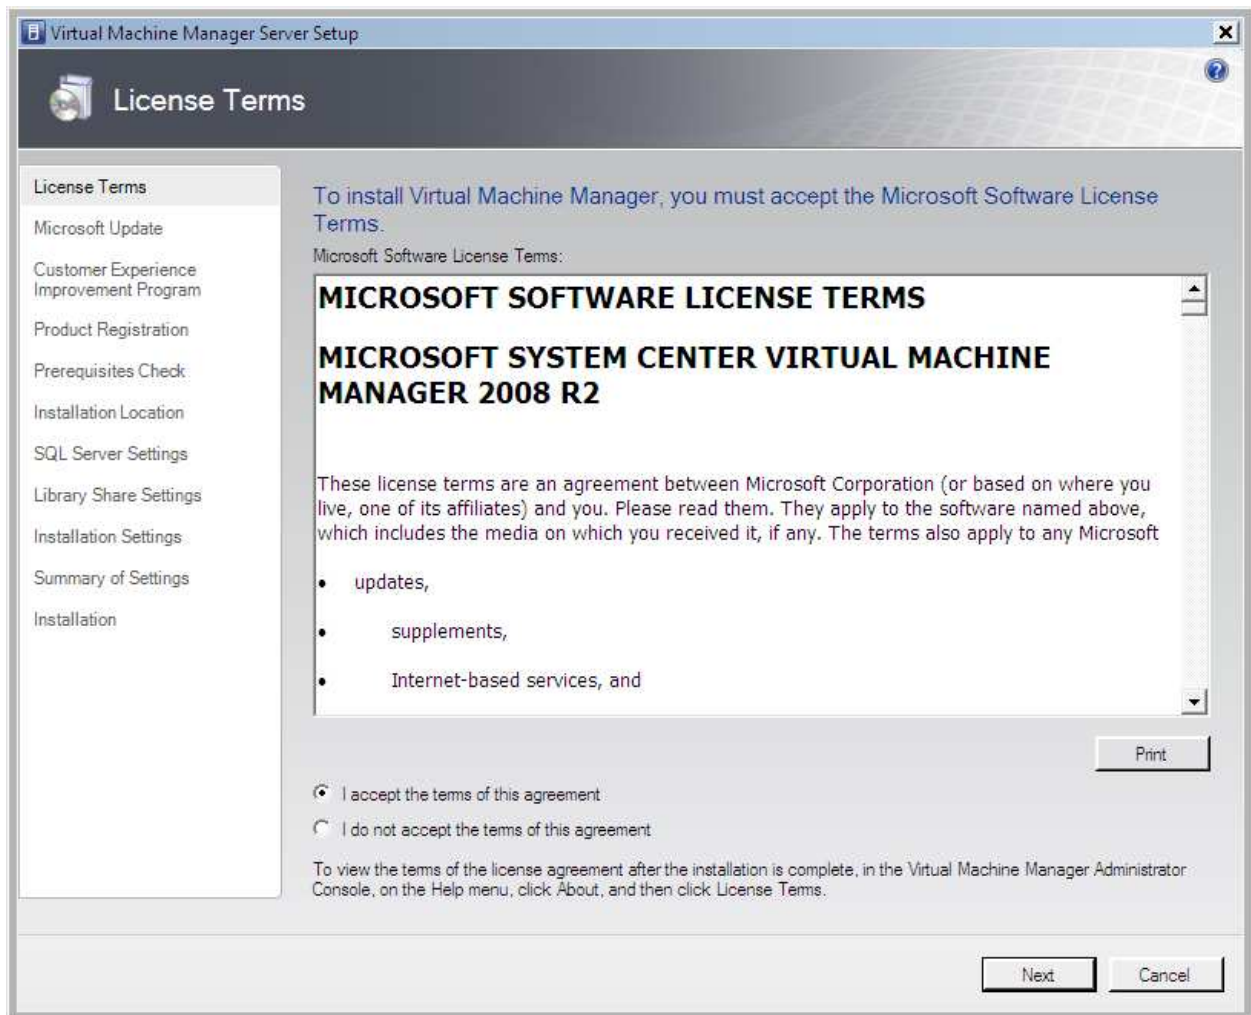 Virtual Machine Manager Server Setup
License Terms
License Terms
Microsoft Update
Customer Experience
Improvement Program
Product Registration
Prerequisites Check
Installation Location
SQL Server Settings
Library Share Settings
Installation Settings
Summary of Settings
Installation
To install Virtual Machine Manager, you must accept the Microsoft Software License
Terms.
Microsoft Software License Terms:
MICROSOFT SOFTWARE LICENSE TERMS
MICROSOFT SYSTEM CENTER VIRTUAL MACHINE
MANAGER 2008 R2
These license terms are an agreement between Microsoft Corporation (or based on where you
live, one of its affiliates) and you. Please read them. They apply to the software named above,
which includes the media on which you received it, if any. The terms also apply to any Microsoft
• updates,
• supplements,
• Internet-based services, and
Print
I accept the terms of this agreement
I do not accept the terms of this agreement
To view the terms of the license agreement after the installation is complete, in the Virtual Machine Manager Administrator
Console, on the Help menu, click About, and then click License Terms.
Next
Cancel